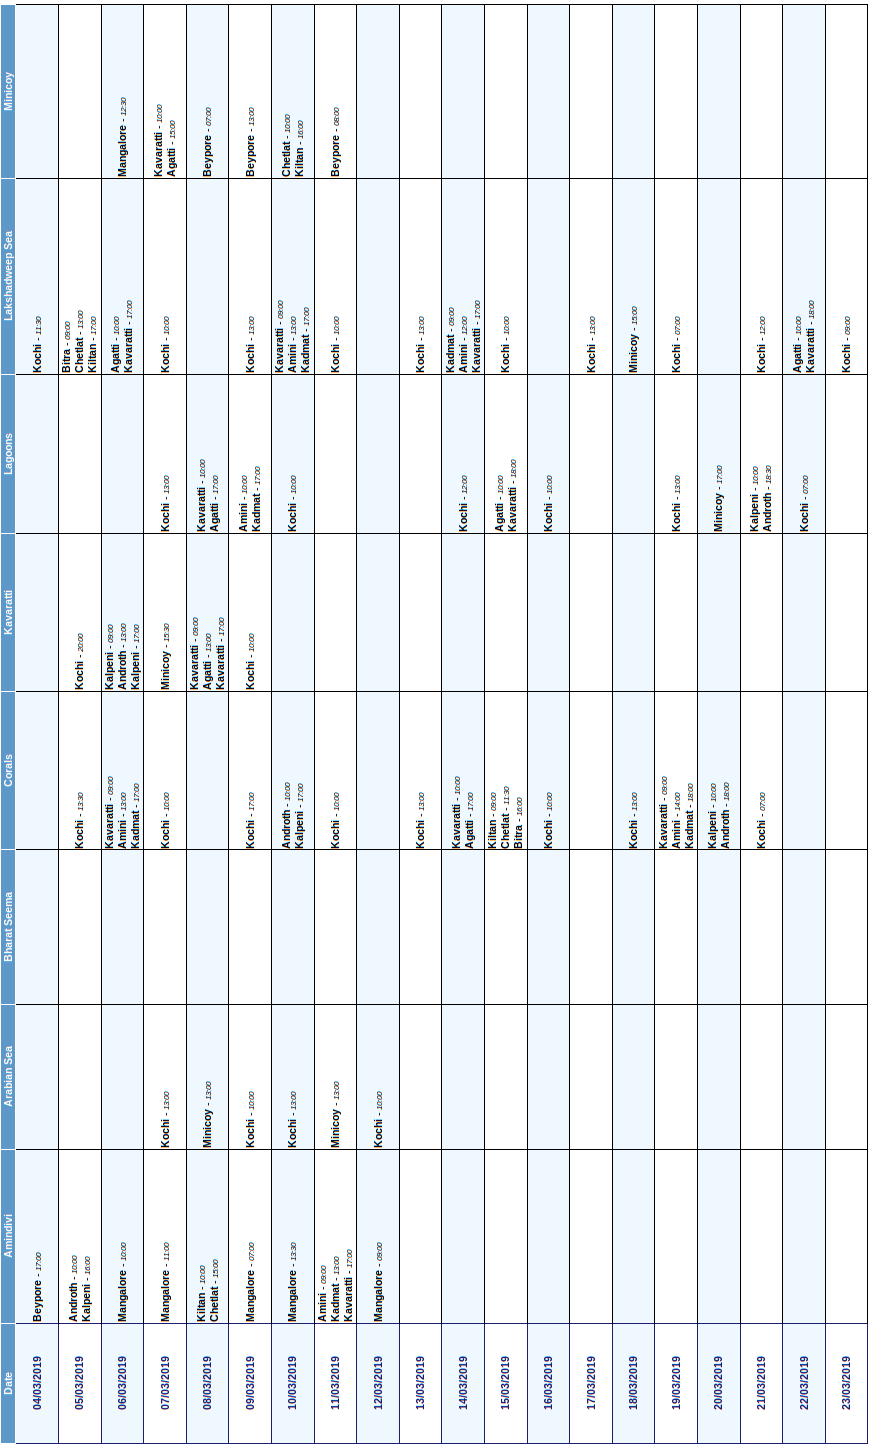 Date Amindivi Arabian Sea Bharat Seema Corals Kavaratti Lagoons Lakshadweep Sea Minicoy
04/03/2019
Beypore - 17:00
Kochi - 11:30
05/03/2019
Androth - 10:00
Kalpeni - 16:00
Kochi - 13:30
Kochi - 20:00
Bitra - 09:00
Chetlat - 13:00
Kiltan - 17:00
06/03/2019
Mangalore - 10:00
Kavaratti - 09:00
Amini - 13:00
Kadmat - 17:00
Kalpeni - 09:00
Androth - 13:00
Kalpeni - 17:00
Agatti - 10:00
Kavaratti - 17:00
Mangalore - 12:30
07/03/2019
Mangalore - 11:00
Kochi - 13:00
Kochi - 10:00
Minicoy - 15:30
Kochi - 13:00
Kochi - 10:00
Kavaratti - 10:00
Agatti - 15:00
08/03/2019
Kiltan - 10:00
Chetlat - 15:00
Minicoy - 13:00
Kavaratti - 09:00
Agatti - 13:00
Kavaratti - 17:00
Kavaratti - 10:00
Agatti - 17:00
Beypore - 07:00
09/03/2019
Mangalore - 07:00
Kochi - 10:00
Kochi - 17:00
Kochi - 10:00
Amini - 10:00
Kadmat - 17:00
Kochi - 13:00
Beypore - 13:00
10/03/2019
Mangalore - 13:30
Kochi - 13:00
Androth - 10:00
Kalpeni - 17:00
Kochi - 10:00
Kavaratti - 09:00
Amini - 13:00
Kadmat - 17:00
Chetlat - 10:00
Kiltan - 16:00
11/03/2019
Amini - 09:00
Kadmat - 13:00
Kavaratti - 17:00
Minicoy - 13:00
Kochi - 10:00
Kochi - 10:00
Beypore - 08:00
12/03/2019
Mangalore - 09:00
Kochi - 10:00
13/03/2019
Kochi - 13:00
Kochi - 13:00
14/03/2019
Kavaratti - 10:00
Agatti - 17:00
Kochi - 12:00
Kadmat - 09:00
Amini - 12:00
Kavaratti - 17:00
15/03/2019
Kiltan - 09:00
Chetlat - 11:30
Bitra - 16:00
Agatti - 10:00
Kavaratti - 18:00
Kochi - 10:00
16/03/2019
Kochi - 10:00
Kochi - 10:00
17/03/2019
Kochi - 13:00
18/03/2019
Kochi - 13:00
Minicoy - 15:00
19/03/2019
Kavaratti - 09:00
Amini - 14:00
Kadmat - 18:00
Kochi - 13:00
Kochi - 07:00
20/03/2019
Kalpeni - 10:00
Androth - 18:00
Minicoy - 17:00
21/03/2019
Kochi - 07:00
Kalpeni - 10:00
Androth - 18:30
Kochi - 12:00
22/03/2019
Kochi - 07:00
Agatti - 10:00
Kavaratti - 18:00
23/03/2019
Kochi - 09:00